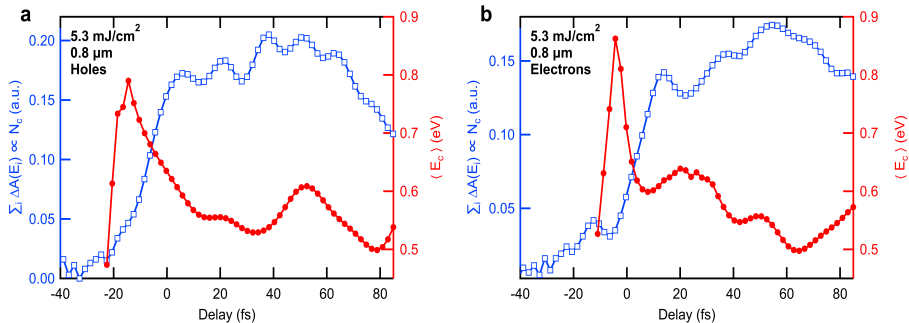 a
5.3 mJ/cm²
0.8 μm
Holes
0.20
0.15
0.10
0.05
0.00
∑ᵢ ΔA(Eᵢ) ∝ N꜀ (a.u.)
0.9
0.8
0.7
0.6
0.5
⟨ E꜀ ⟩ (eV)
-40 -20 0 20 40 60 80
Delay (fs)
b
5.3 mJ/cm²
0.8 μm
Electrons
0.15
0.10
0.05
∑ᵢ ΔA(Eᵢ) ∝ N꜀ (a.u.)
0.9
0.8
0.7
0.6
0.5
⟨ E꜀ ⟩ (eV)
-40 -20 0 20 40 60 80
Delay (fs)